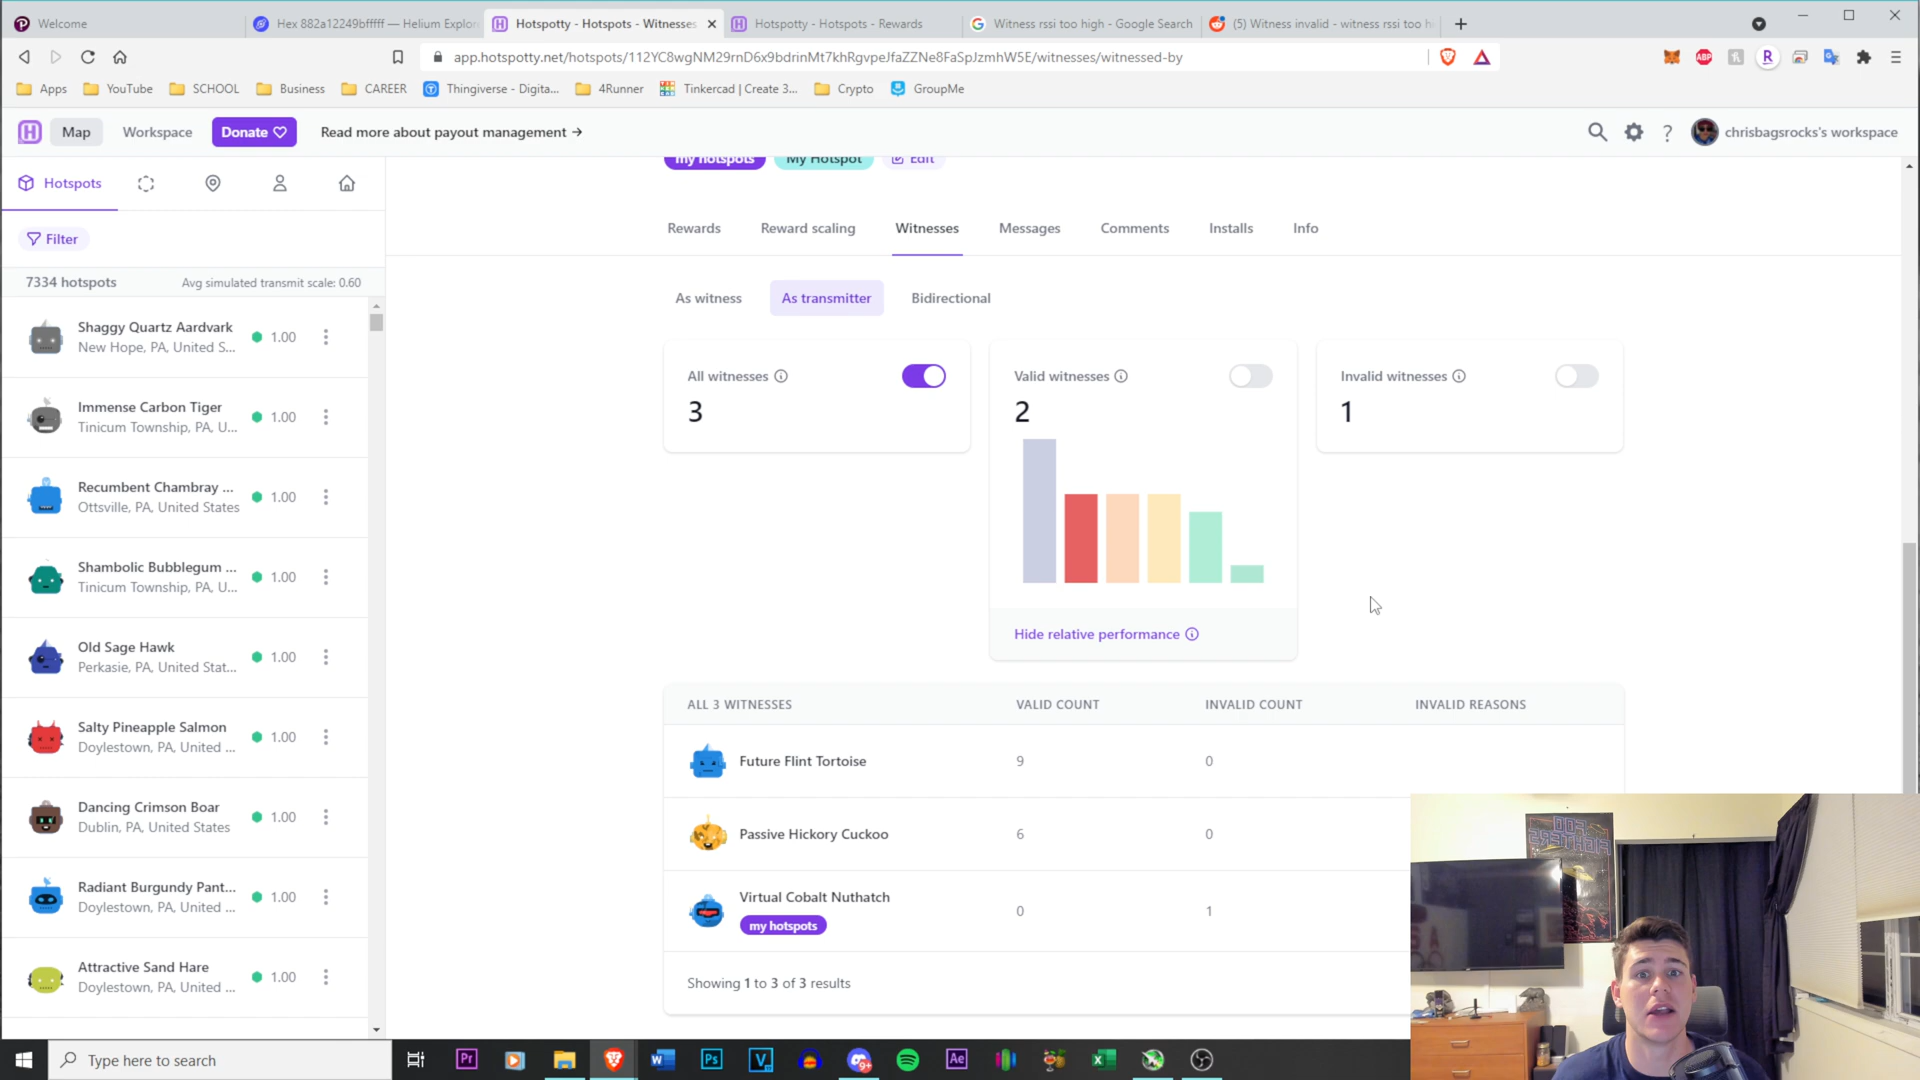 Welcome
Hex 882a12249bfffff — Helium Explor
Hotspotty - Hotspots - Witnesses
Hotspotty - Hotspots - Rewards
Witness rssi too high - Google Search
(5) Witness invalid - witness rssi too hi
app.hotspotty.net/hotspots/112YC8wgNM29rnD6x9bdrinMt7khRgvpeJfaZZNe8FaSpJzmhW5E/witnesses/witnessed-by
Apps
YouTube
SCHOOL
Business
CAREER
Thingiverse - Digita...
4Runner
Tinkercad | Create 3...
Crypto
GroupMe
Map
Workspace
Donate
Read more about payout management →
chrisbagsrocks's workspace
my hotspots
My Hotspot
Edit
Hotspots
Filter
7334 hotspots
Avg simulated transmit scale: 0.60
Shaggy Quartz Aardvark
New Hope, PA, United S...
1.00
Immense Carbon Tiger
Tinicum Township, PA, U...
1.00
Recumbent Chambray ...
Ottsville, PA, United States
1.00
Shambolic Bubblegum ...
Tinicum Township, PA, U...
1.00
Old Sage Hawk
Perkasie, PA, United Stat...
1.00
Salty Pineapple Salmon
Doylestown, PA, United ...
1.00
Dancing Crimson Boar
Dublin, PA, United States
1.00
Radiant Burgundy Pant...
Doylestown, PA, United ...
1.00
Attractive Sand Hare
Doylestown, PA, United ...
1.00
Rewards
Reward scaling
Witnesses
Messages
Comments
Installs
Info
As witness
As transmitter
Bidirectional
All witnesses
3
Valid witnesses
2
Invalid witnesses
1
Hide relative performance
ALL 3 WITNESSES
VALID COUNT
INVALID COUNT
INVALID REASONS
Future Flint Tortoise
9
0
Passive Hickory Cuckoo
6
0
Virtual Cobalt Nuthatch
my hotspots
0
1
Showing 1 to 3 of 3 results
FOO
FIGHTERS
Type here to search